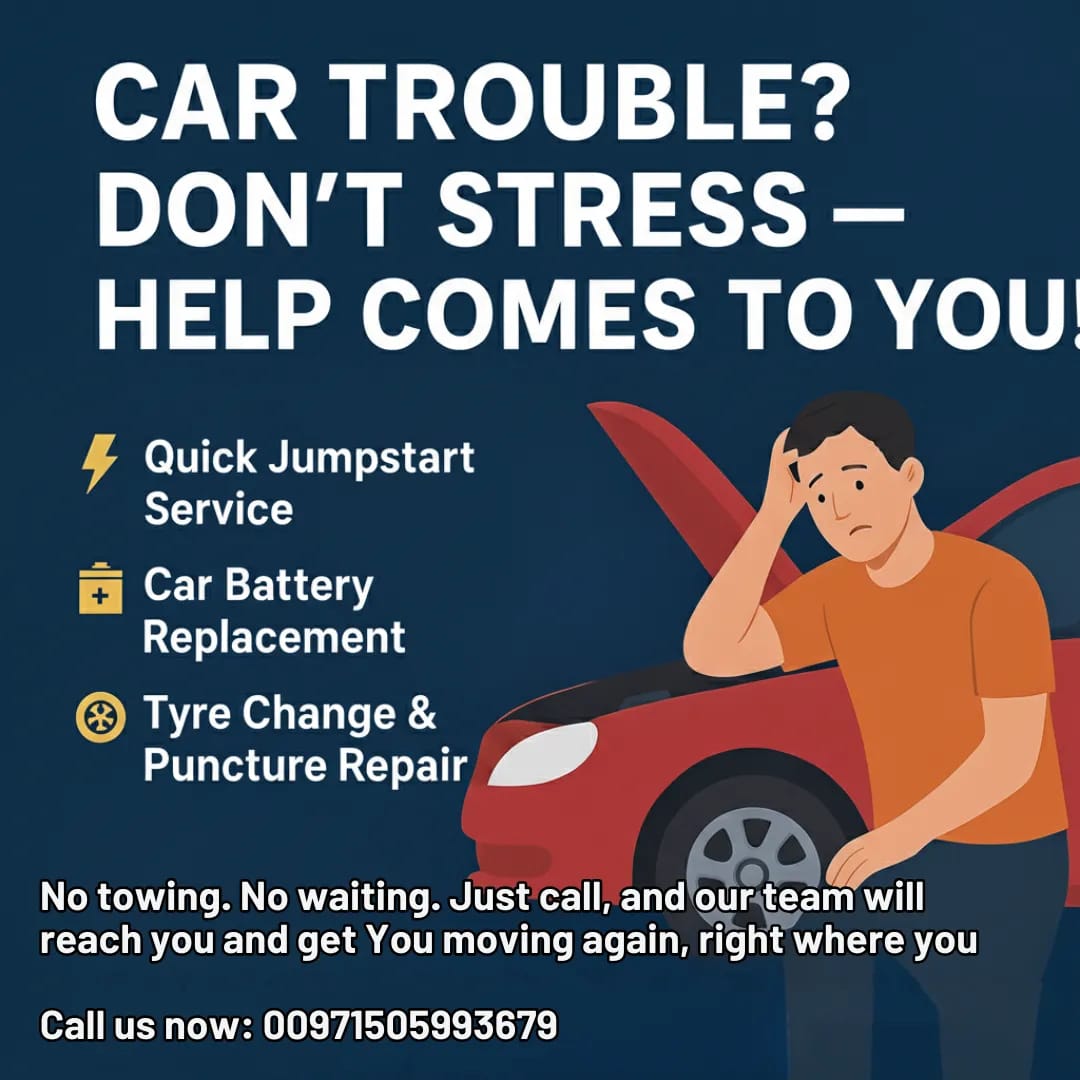 CAR TROUBLE?
DON'T STRESS —
HELP COMES TO YOU!
Quick Jumpstart
Service
Car Battery
Replacement
Tyre Change &
Puncture Repair
No towing. No waiting. Just call, and our team will
reach you and get You moving again, right where you
Call us now: 00971505993679